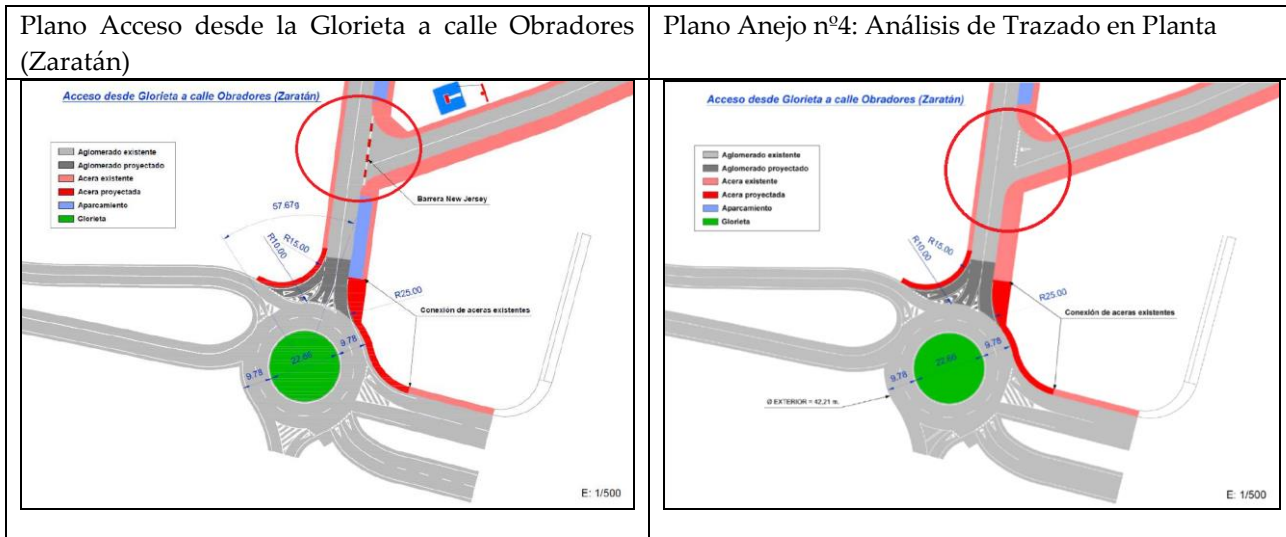 Plano Acceso desde la Glorieta a calle Obradores
(Zaratán)
Plano Anejo nº4: Análisis de Trazado en Planta
Acceso desde Glorieta a calle Obradores (Zaratán)
Aglomerado existente
Aglomerado proyectado
Acera existente
Acera proyectada
Aparcamiento
Glorieta
Barrera New Jersey
57.67g
R15.00
R10.00
R25.00
Conexión de aceras existentes
9.78
22.66
9.78
E: 1/500
Acceso desde Glorieta a calle Obradores (Zaratán)
Aglomerado existente
Aglomerado proyectado
Acera existente
Acera proyectada
Aparcamiento
Glorieta
R15.00
R10.00
R25.00
Conexión de aceras existentes
9.78
22.66
9.78
Ø EXTERIOR = 42,21 m.
E: 1/500